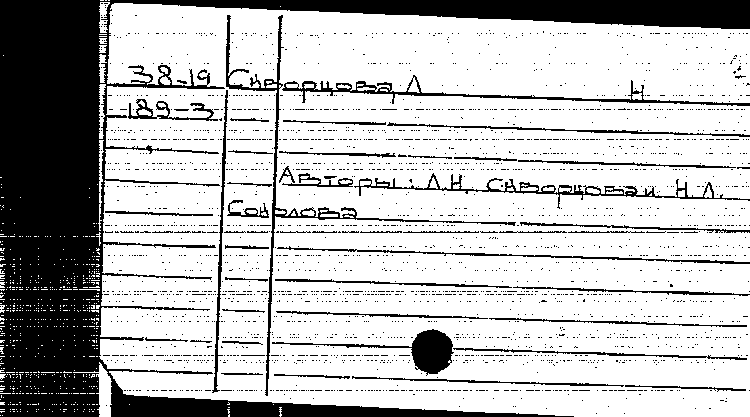 38-19 Скворцова Л Н
189-3
Авторы: Л.Н. Скворцова и Н.Л.
Соколова